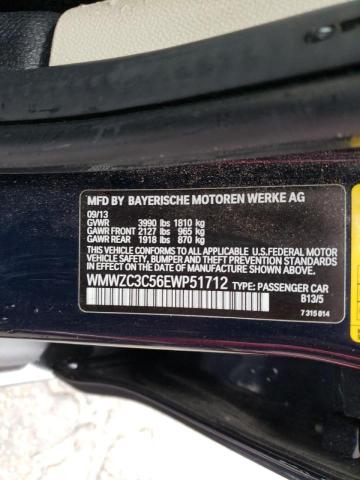 MFD BY BAYERISCHE MOTOREN WERKE AG
09/13
GVWR 3990 lbs 1810 kg
GAWR FRONT 2127 lbs 965 kg
GAWR REAR 1918 lbs 870 kg
THIS VEHICLE CONFORMS TO ALL APPLICABLE U.S.FEDERAL MOTOR
VEHICLE SAFETY, BUMPER, AND THEFT PREVENTION STANDARDS
IN EFFECT ON THE DATE OF MANUFACTURE SHOWN ABOVE.
WMWZC3C56EWP51712 TYPE: PASSENGER CAR
B13/5
7 315 814